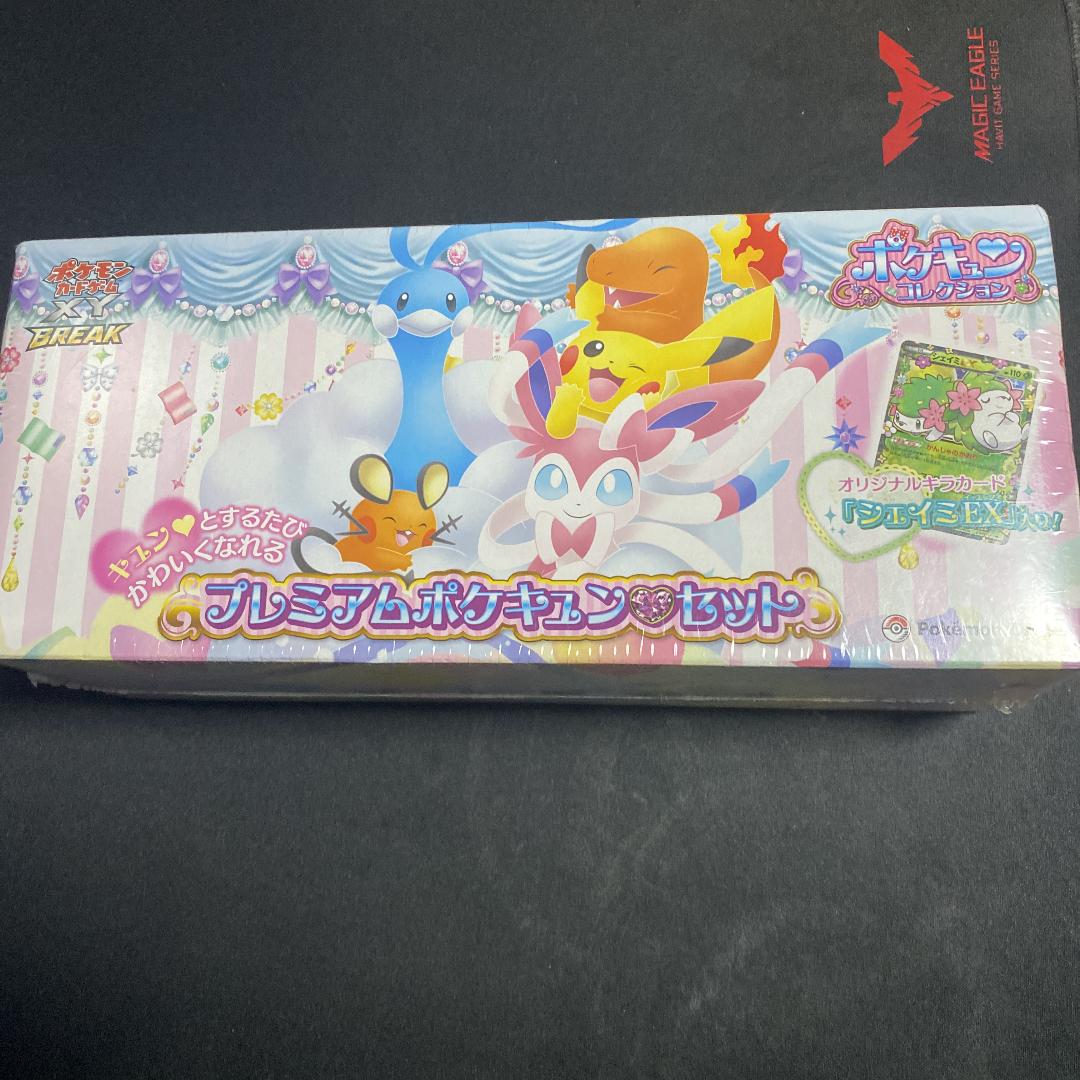 MAGIC EAGLE
HAVIT GAME SERIES
ポケモン
カードゲーム
XY
BREAK
ポケキュン
コレクション
シェイミEX
110
かんしゃのかおり
オリジナルキラカード
「シェイミEX」入り!
キュン♥とするたび
かわいくなれる
プレミアムポケキュン♥セット
Pokémon